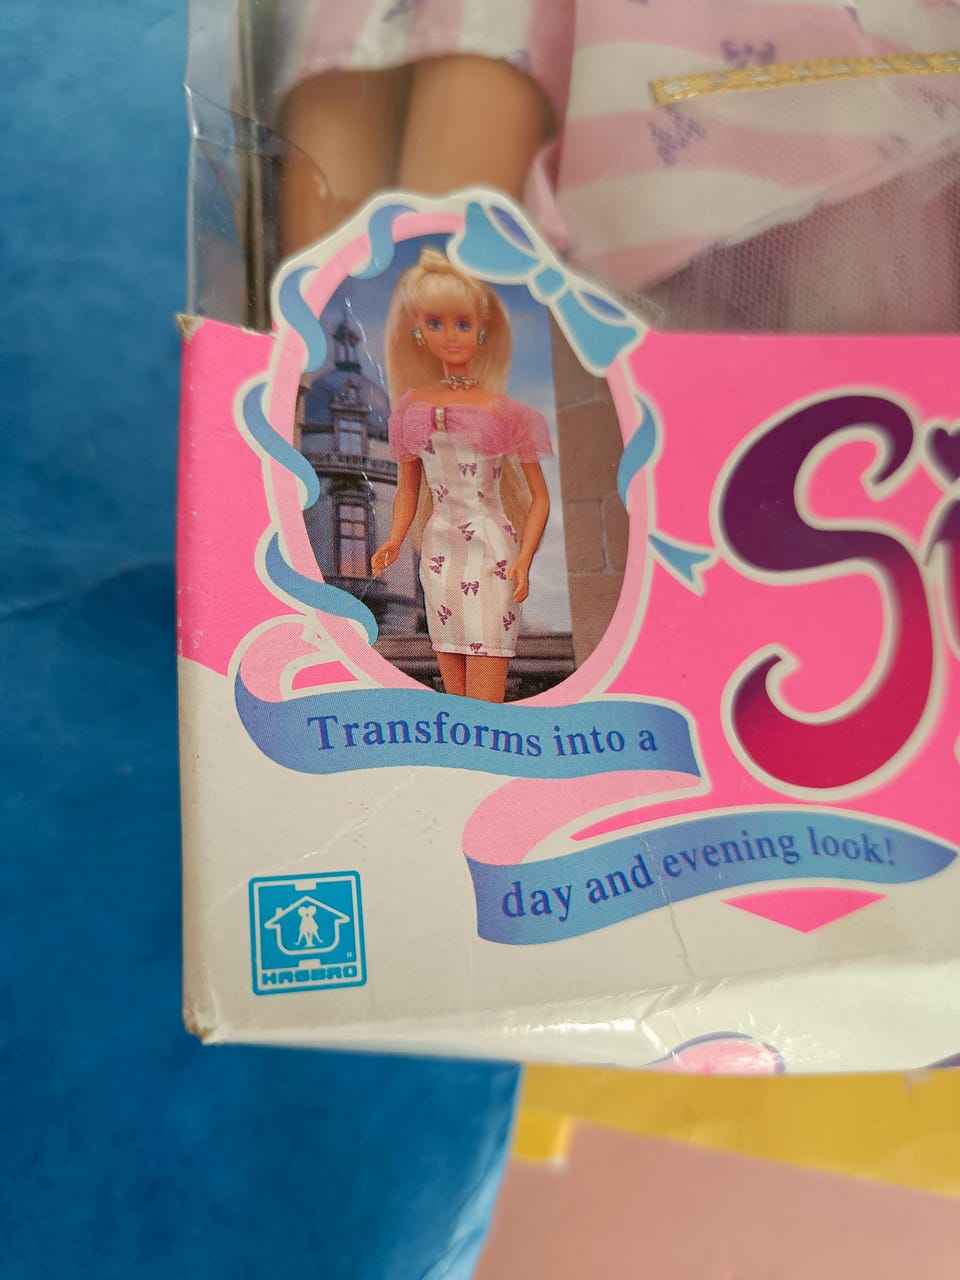 Transforms into a
day and evening look!
HASBRO